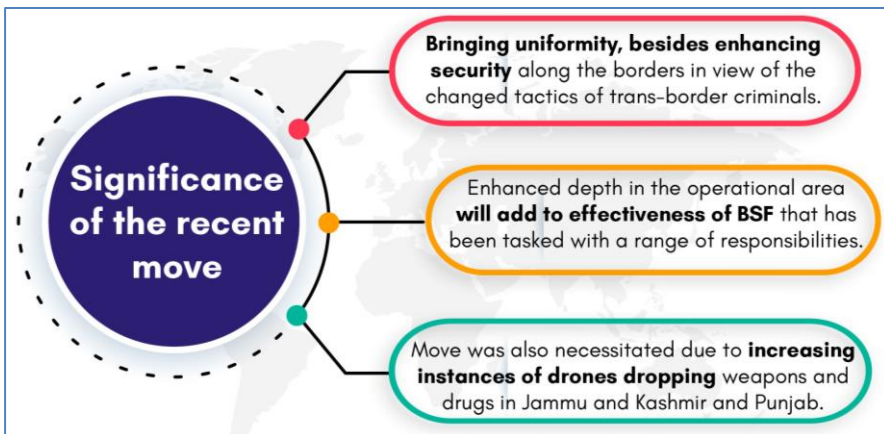 Significance
of the recent
move
Bringing uniformity, besides enhancing
security along the borders in view of the
changed tactics of trans-border criminals.
Enhanced depth in the operational area
will add to effectiveness of BSF that has
been tasked with a range of responsibilities.
Move was also necessitated due to increasing
instances of drones dropping weapons and
drugs in Jammu and Kashmir and Punjab.